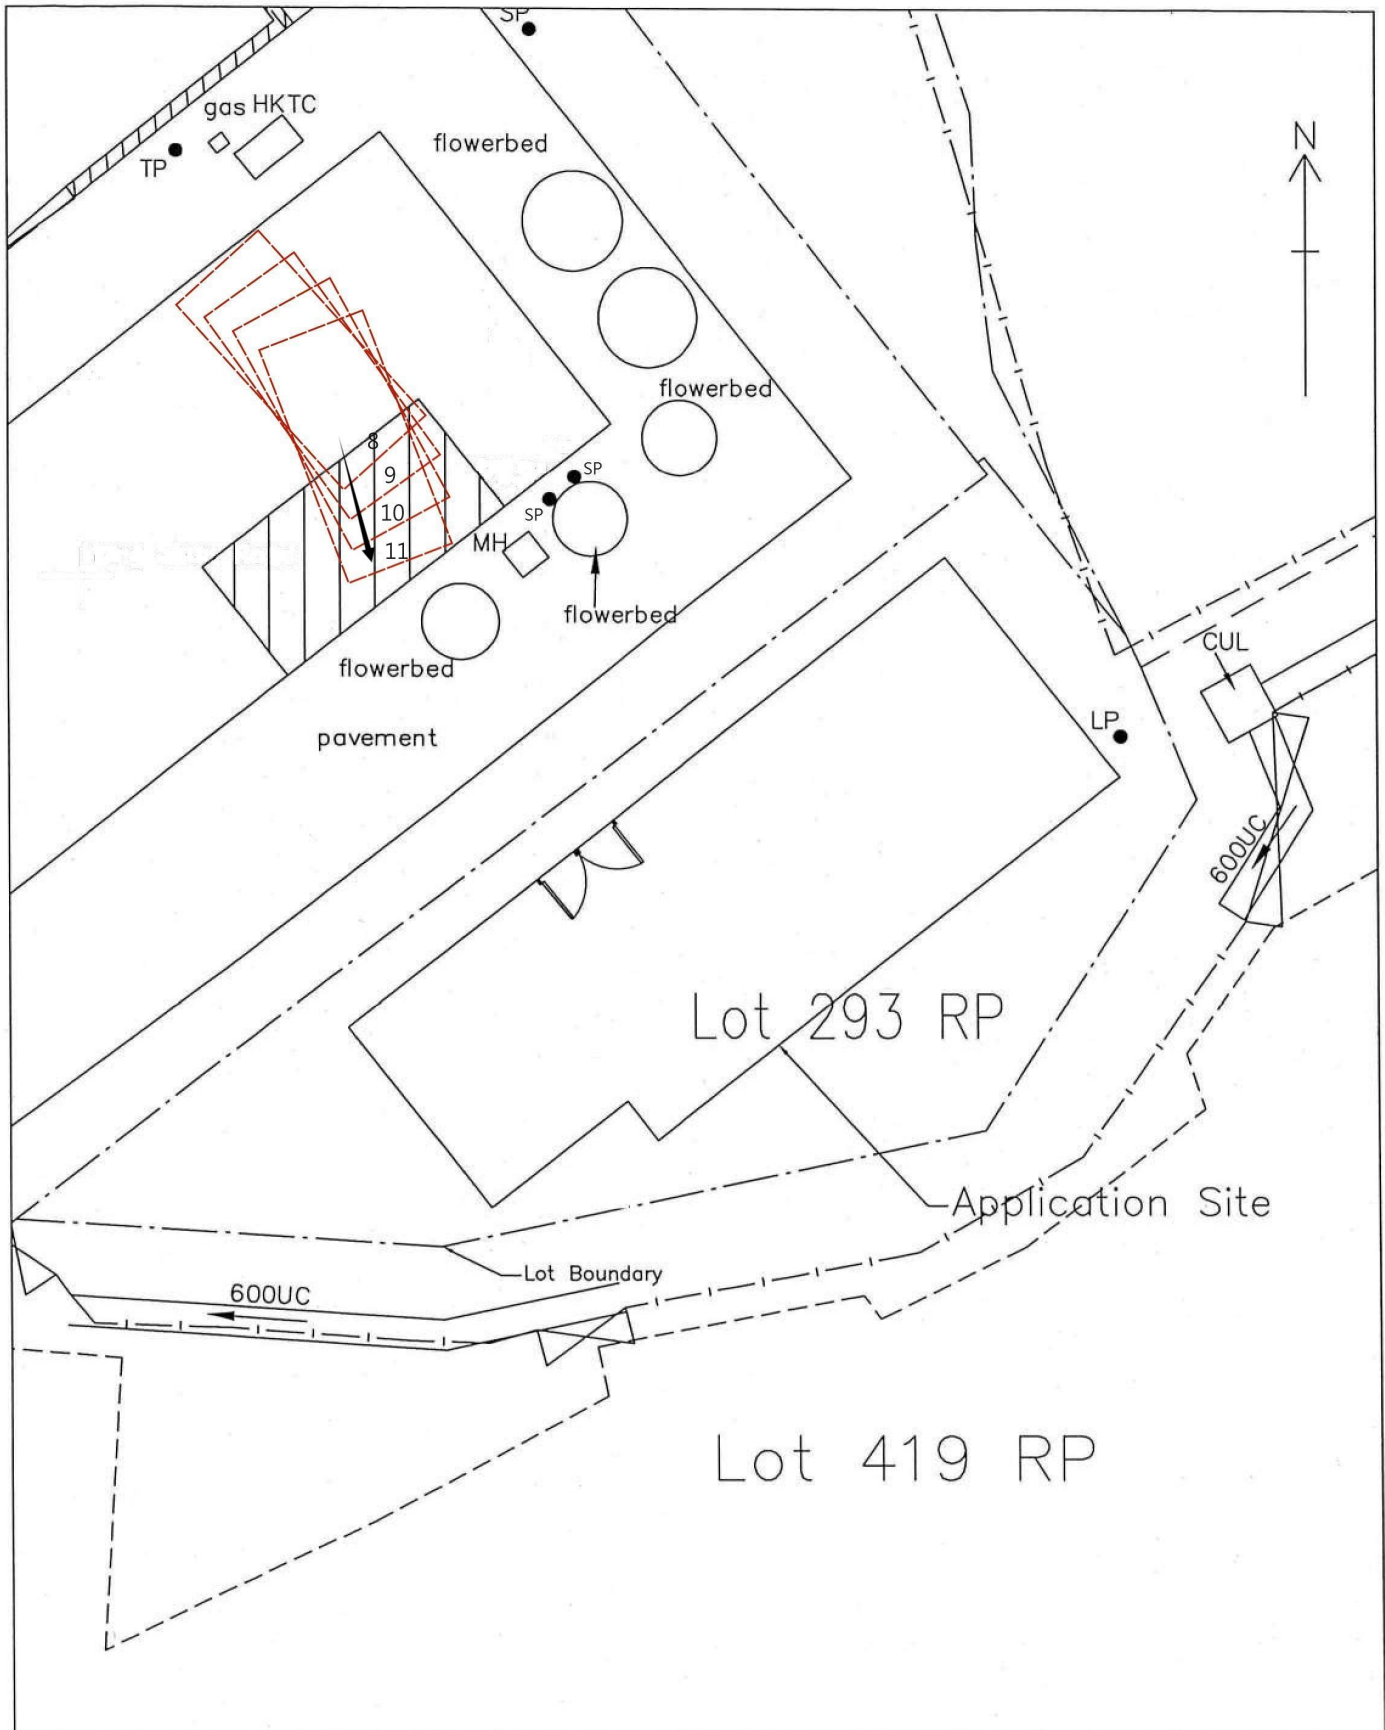 SP
gas HKTC
TP
flowerbed
N
flowerbed
8
9
10
11
SP
SP
MH
flowerbed
flowerbed
pavement
CUL
LP
600UC
Lot 293 RP
Application Site
Lot Boundary
600UC
Lot 419 RP